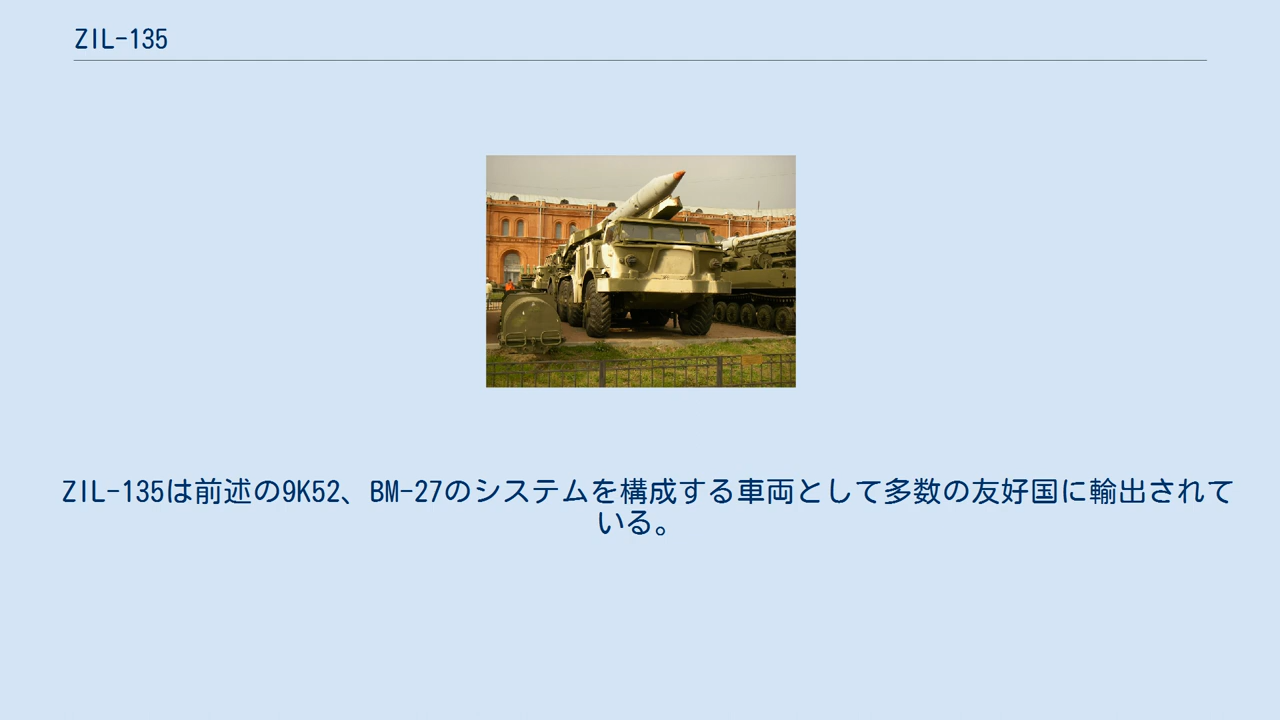 ZIL-135
ZIL-135は前述の9K52、BM-27のシステムを構成する車両として多数の友好国に輸出されて
いる。